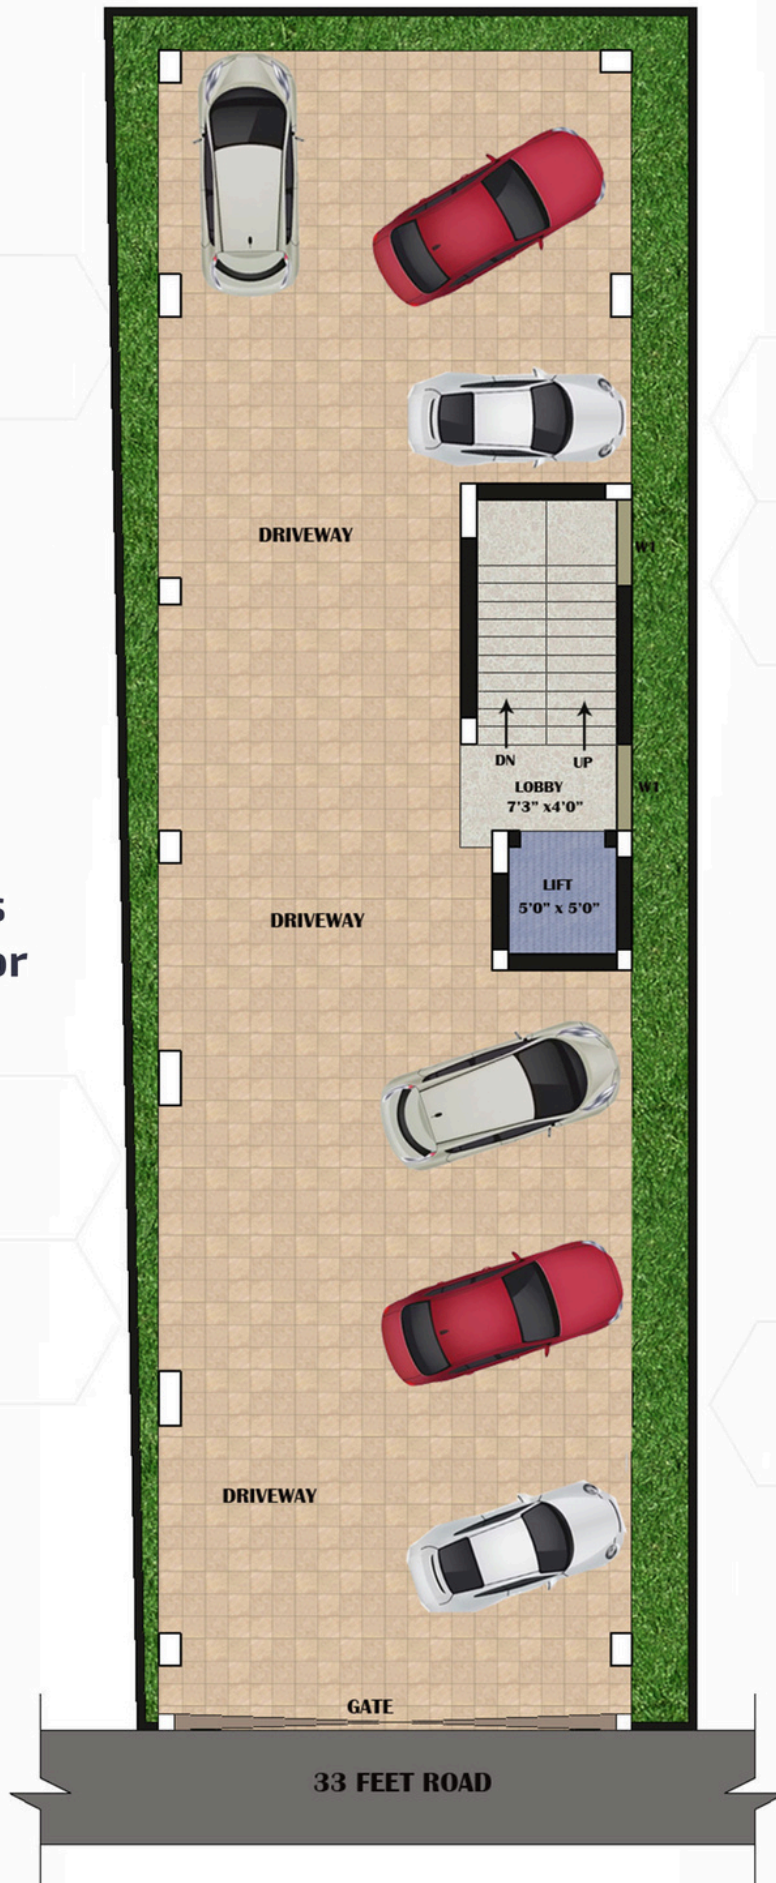 DRIVEWAY
W1
DN
UP
LOBBY
7'3" x4'0"
W1
LIFT
5'0" x 5'0"
DRIVEWAY
s
or
DRIVEWAY
GATE
33 FEET ROAD